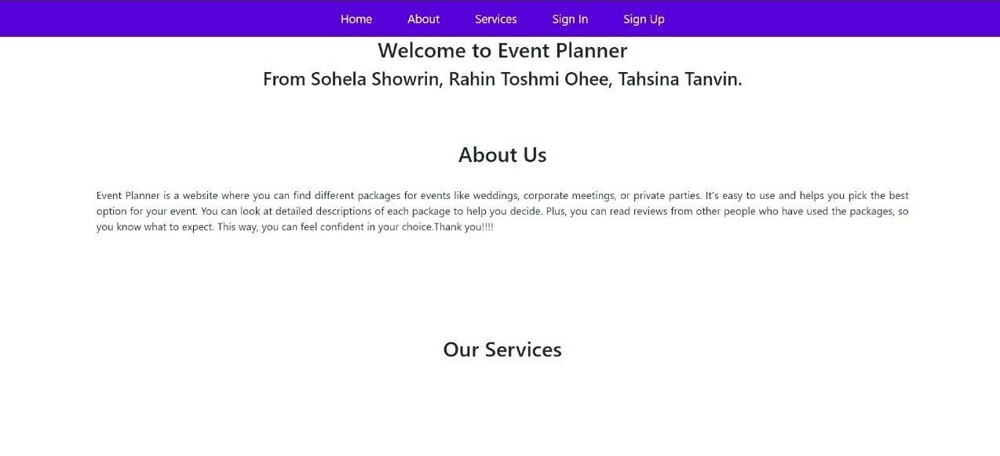 Home About Services Sign In Sign Up
Welcome to Event Planner
From Sohela Showrin, Rahin Toshmi Ohee, Tahsina Tanvin.
About Us
Event Planner is a website where you can find different packages for events like weddings, corporate meetings, or private parties. It's easy to use and helps you pick the best
option for your event. You can look at detailed descriptions of each package to help you decide. Plus, you can read reviews from other people who have used the packages, so
you know what to expect. This way, you can feel confident in your choice.Thank you!!!!
Our Services